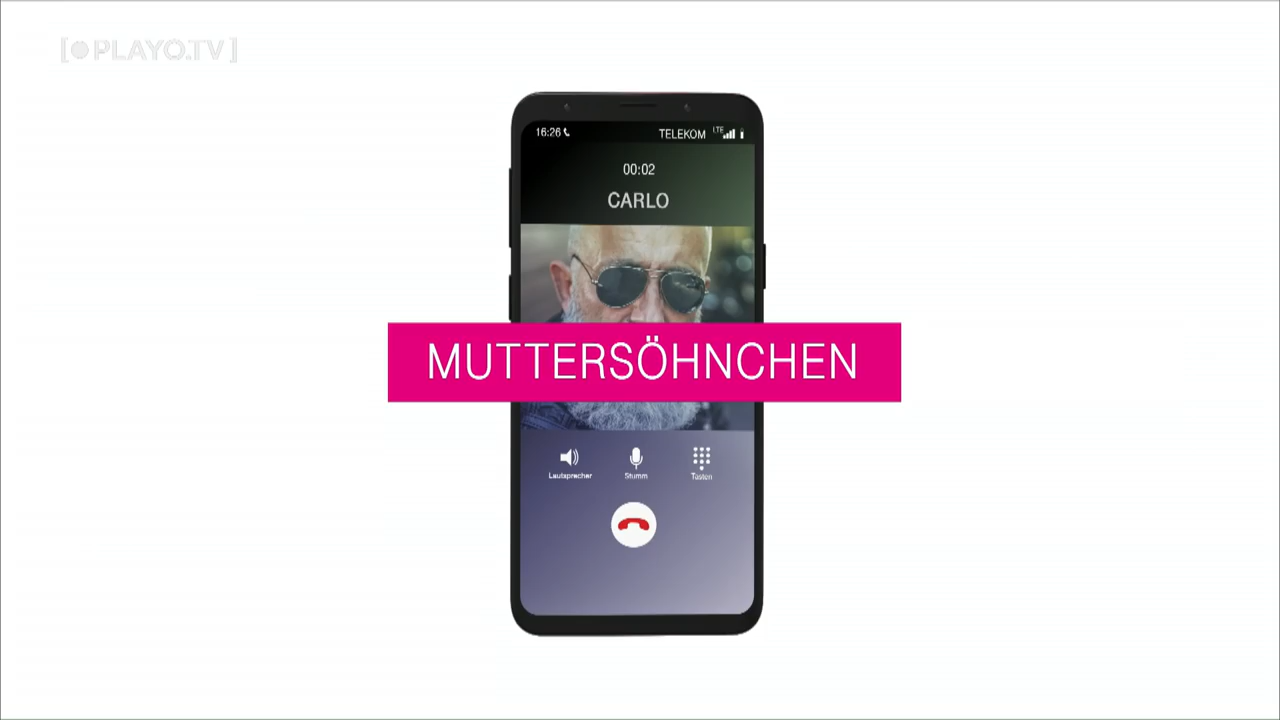 [●PLAYO.TV]
16:26 TELEKOM LTE
00:02
CARLO
MUTTERSÖHNCHEN
Lautsprecher Stumm Tasten